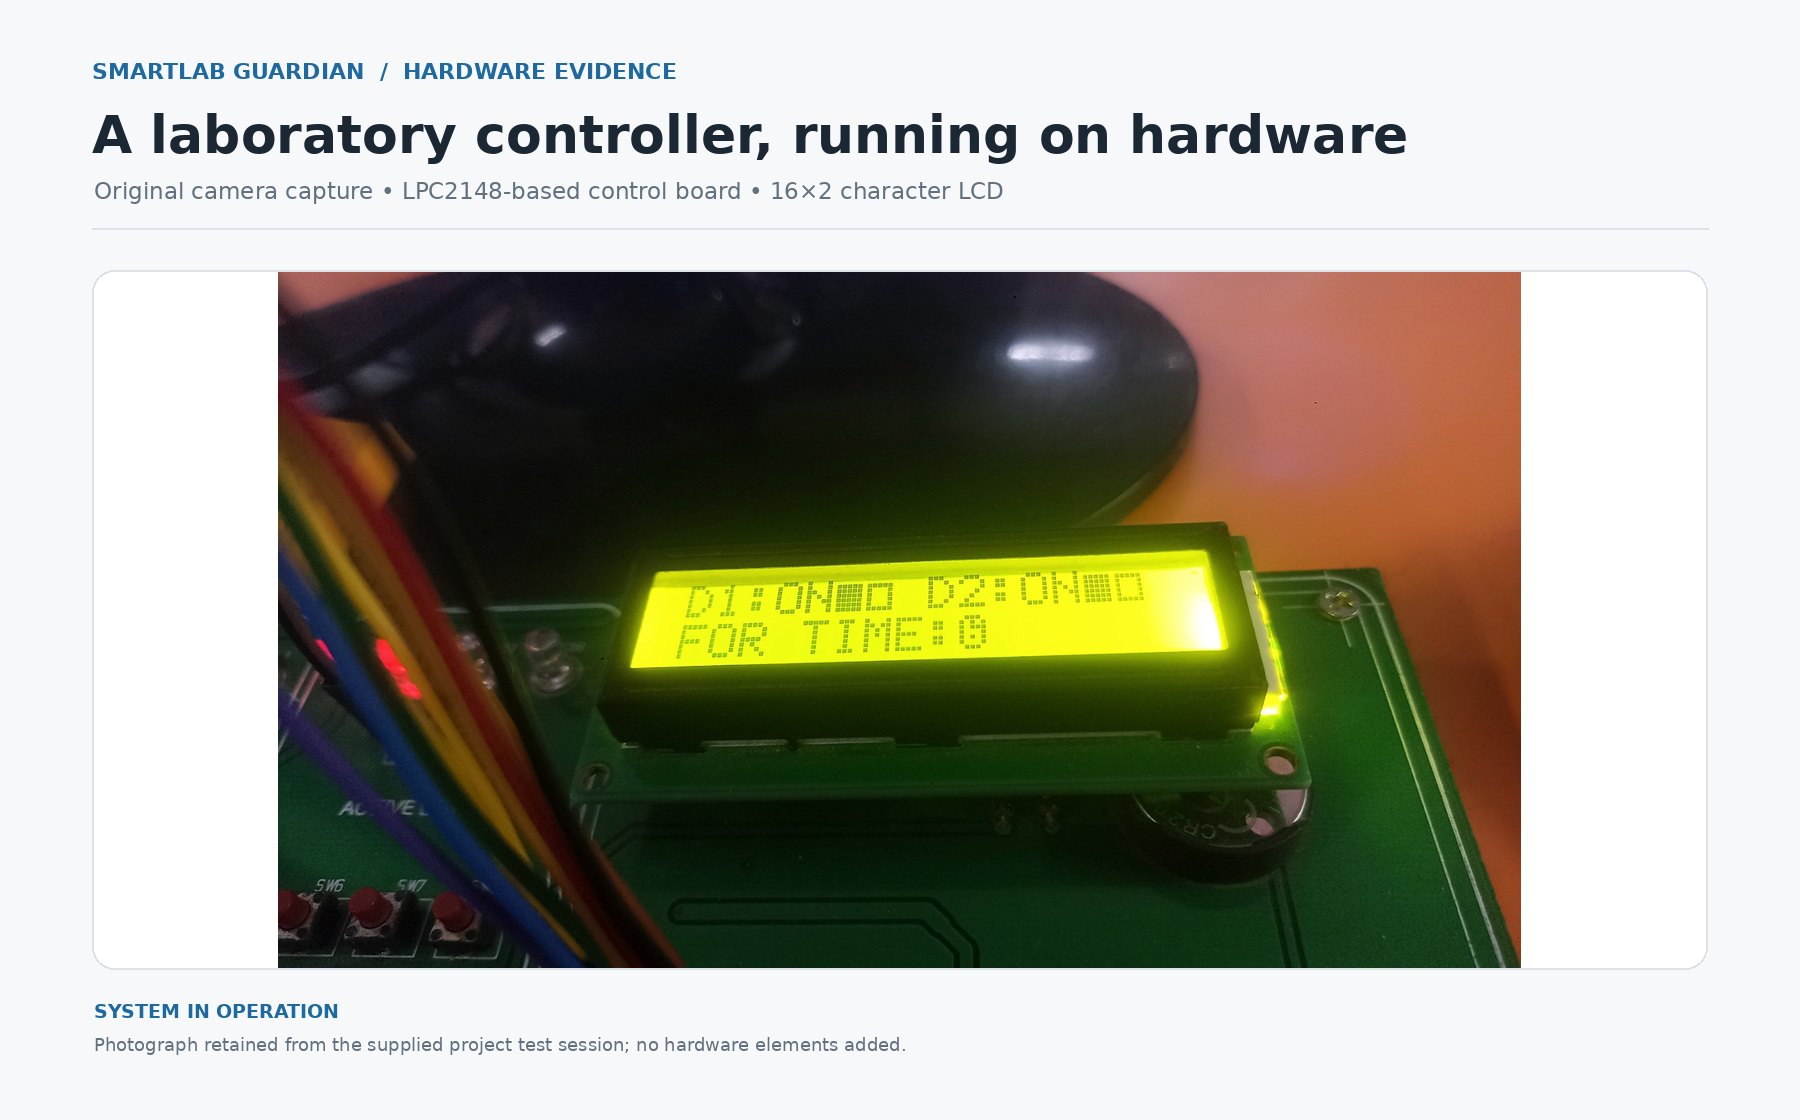 SMARTLAB GUARDIAN / HARDWARE EVIDENCE
A laboratory controller, running on hardware
Original camera capture • LPC2148-based control board • 16×2 character LCD
D1:ON D2:ON
FOR TIME:0
SW6 SW7
SYSTEM IN OPERATION
Photograph retained from the supplied project test session; no hardware elements added.